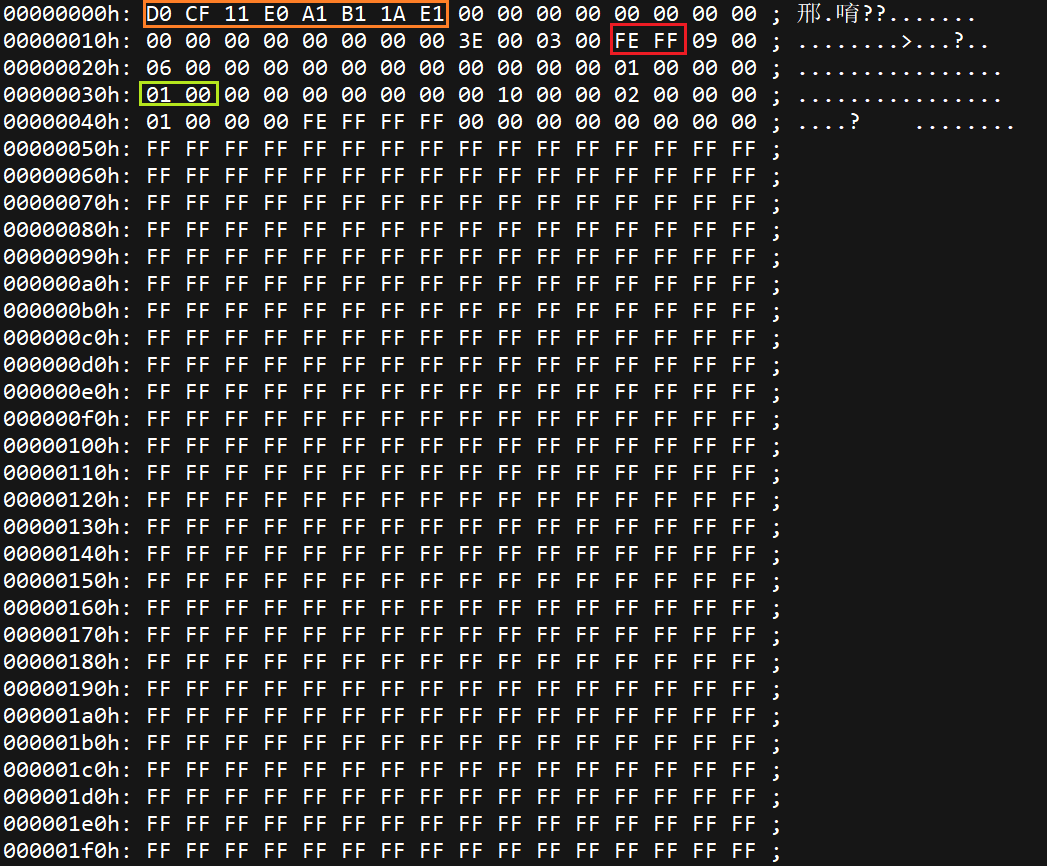 00000000h: D0 CF 11 E0 A1 B1 1A E1 00 00 00 00 00 00 00 00 ; 邢.唷??.......
00000010h: 00 00 00 00 00 00 00 00 3E 00 03 00 FE FF 09 00 ; ........>...?..
00000020h: 06 00 00 00 00 00 00 00 00 00 00 00 01 00 00 00 ; ................
00000030h: 01 00 00 00 00 00 00 00 00 10 00 00 02 00 00 00 ; ................
00000040h: 01 00 00 00 FE FF FF FF 00 00 00 00 00 00 00 00 ; ....? ........
00000050h: FF FF FF FF FF FF FF FF FF FF FF FF FF FF FF FF ;
00000060h: FF FF FF FF FF FF FF FF FF FF FF FF FF FF FF FF ;
00000070h: FF FF FF FF FF FF FF FF FF FF FF FF FF FF FF FF ;
00000080h: FF FF FF FF FF FF FF FF FF FF FF FF FF FF FF FF ;
00000090h: FF FF FF FF FF FF FF FF FF FF FF FF FF FF FF FF ;
000000a0h: FF FF FF FF FF FF FF FF FF FF FF FF FF FF FF FF ;
000000b0h: FF FF FF FF FF FF FF FF FF FF FF FF FF FF FF FF ;
000000c0h: FF FF FF FF FF FF FF FF FF FF FF FF FF FF FF FF ;
000000d0h: FF FF FF FF FF FF FF FF FF FF FF FF FF FF FF FF ;
000000e0h: FF FF FF FF FF FF FF FF FF FF FF FF FF FF FF FF ;
000000f0h: FF FF FF FF FF FF FF FF FF FF FF FF FF FF FF FF ;
00000100h: FF FF FF FF FF FF FF FF FF FF FF FF FF FF FF FF ;
00000110h: FF FF FF FF FF FF FF FF FF FF FF FF FF FF FF FF ;
00000120h: FF FF FF FF FF FF FF FF FF FF FF FF FF FF FF FF ;
00000130h: FF FF FF FF FF FF FF FF FF FF FF FF FF FF FF FF ;
00000140h: FF FF FF FF FF FF FF FF FF FF FF FF FF FF FF FF ;
00000150h: FF FF FF FF FF FF FF FF FF FF FF FF FF FF FF FF ;
00000160h: FF FF FF FF FF FF FF FF FF FF FF FF FF FF FF FF ;
00000170h: FF FF FF FF FF FF FF FF FF FF FF FF FF FF FF FF ;
00000180h: FF FF FF FF FF FF FF FF FF FF FF FF FF FF FF FF ;
00000190h: FF FF FF FF FF FF FF FF FF FF FF FF FF FF FF FF ;
000001a0h: FF FF FF FF FF FF FF FF FF FF FF FF FF FF FF FF ;
000001b0h: FF FF FF FF FF FF FF FF FF FF FF FF FF FF FF FF ;
000001c0h: FF FF FF FF FF FF FF FF FF FF FF FF FF FF FF FF ;
000001d0h: FF FF FF FF FF FF FF FF FF FF FF FF FF FF FF FF ;
000001e0h: FF FF FF FF FF FF FF FF FF FF FF FF FF FF FF FF ;
000001f0h: FF FF FF FF FF FF FF FF FF FF FF FF FF FF FF FF ;